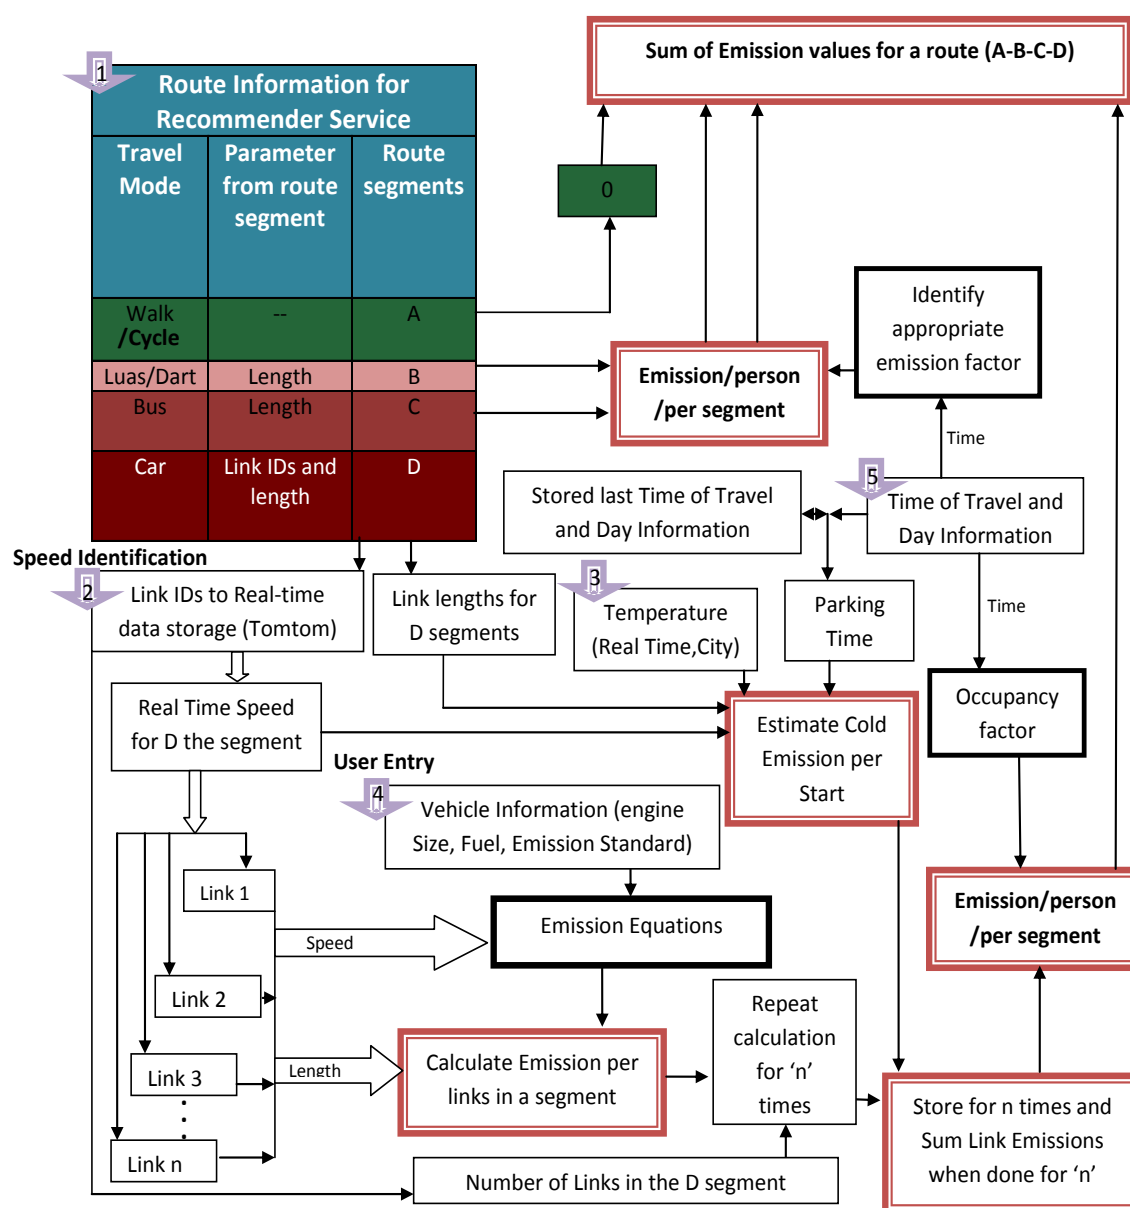 Sum of Emission values for a route (A-B-C-D)
1
Route Information for
Recommender Service
Travel
Mode
Parameter
from route
segment
Route
segments
0
Walk
/Cycle
--
A
Luas/Dart
Length
B
Bus
Length
C
Car
Link IDs and
length
D
Identify
appropriate
emission factor
Emission/person
/per segment
Time
Stored last Time of Travel
and Day Information
5
Time of Travel and
Day Information
Speed Identification
2
Link IDs to Real-time
data storage (Tomtom)
Link lengths for
D segments
3
Temperature
(Real Time,City)
Parking
Time
Time
Real Time Speed
for D the segment
Estimate Cold
Emission per
Start
Occupancy
factor
User Entry
4
Vehicle Information (engine
Size, Fuel, Emission Standard)
Link 1
Speed
Emission Equations
Emission/person
/per segment
Link 2
Repeat
calculation
for ‘n’
times
Link 3
Length
Calculate Emission per
links in a segment
Store for n times and
Sum Link Emissions
when done for ‘n’
Link n
Number of Links in the D segment